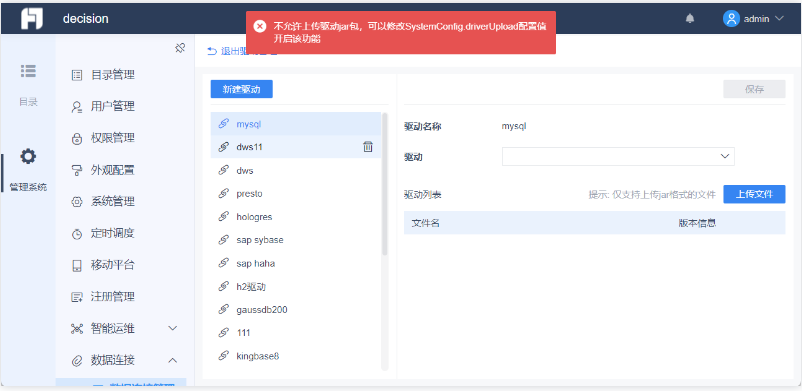 decision
不允许上传驱动jar包，可以修改SystemConfig.driverUpload配置值
开启该功能
admin
目录
管理系统
目录管理
用户管理
权限管理
外观配置
系统管理
定时调度
移动平台
注册管理
智能运维
数据连接
数据连接管理
新建驱动
mysql
dws11
dws
presto
hologres
sap sybase
sap haha
h2驱动
gaussdb200
111
kingbase8
保存
驱动名称 mysql
驱动
驱动列表 提示: 仅支持上传jar格式的文件 上传文件
文件名 版本信息